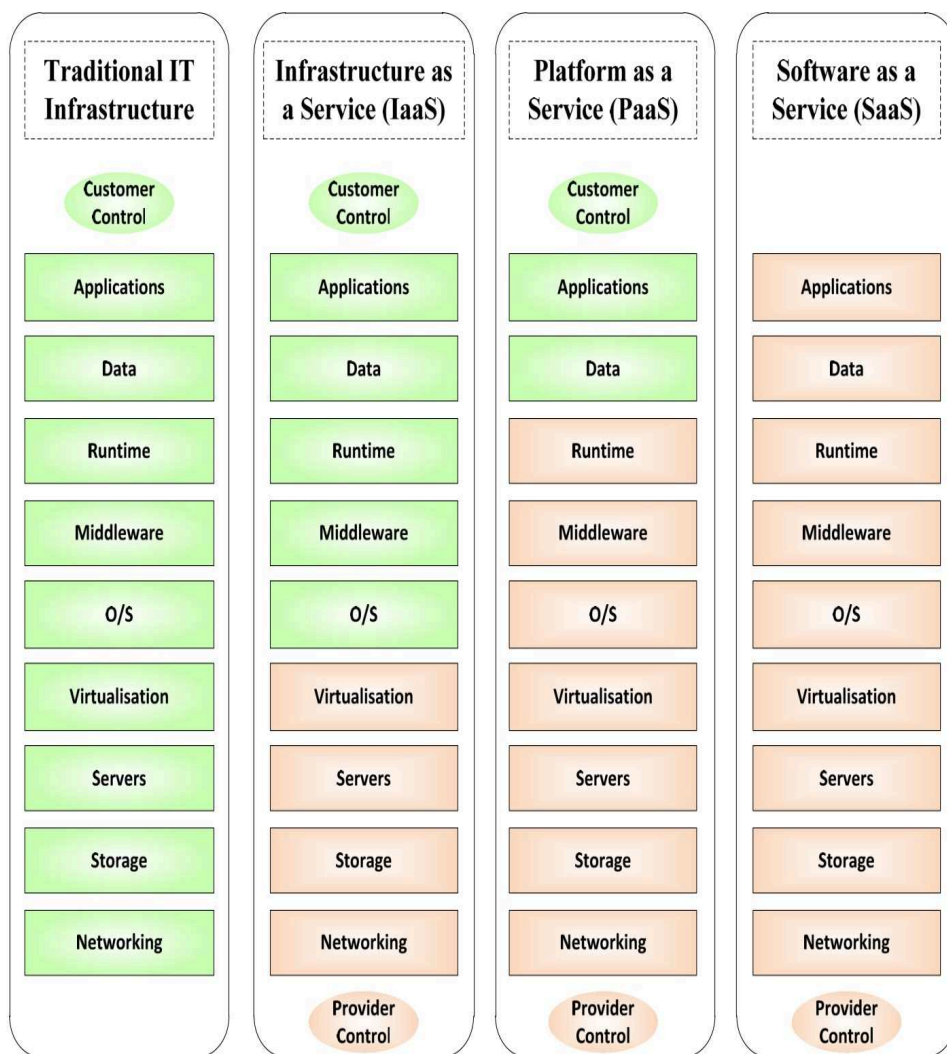 Traditional IT
Infrastructure
Customer
Control
Applications
Data
Runtime
Middleware
O/S
Virtualisation
Servers
Storage
Networking
Infrastructure as
a Service (IaaS)
Customer
Control
Applications
Data
Runtime
Middleware
O/S
Virtualisation
Servers
Storage
Networking
Provider
Control
Platform as a
Service (PaaS)
Customer
Control
Applications
Data
Runtime
Middleware
O/S
Virtualisation
Servers
Storage
Networking
Provider
Control
Software as a
Service (SaaS)
Applications
Data
Runtime
Middleware
O/S
Virtualisation
Servers
Storage
Networking
Provider
Control